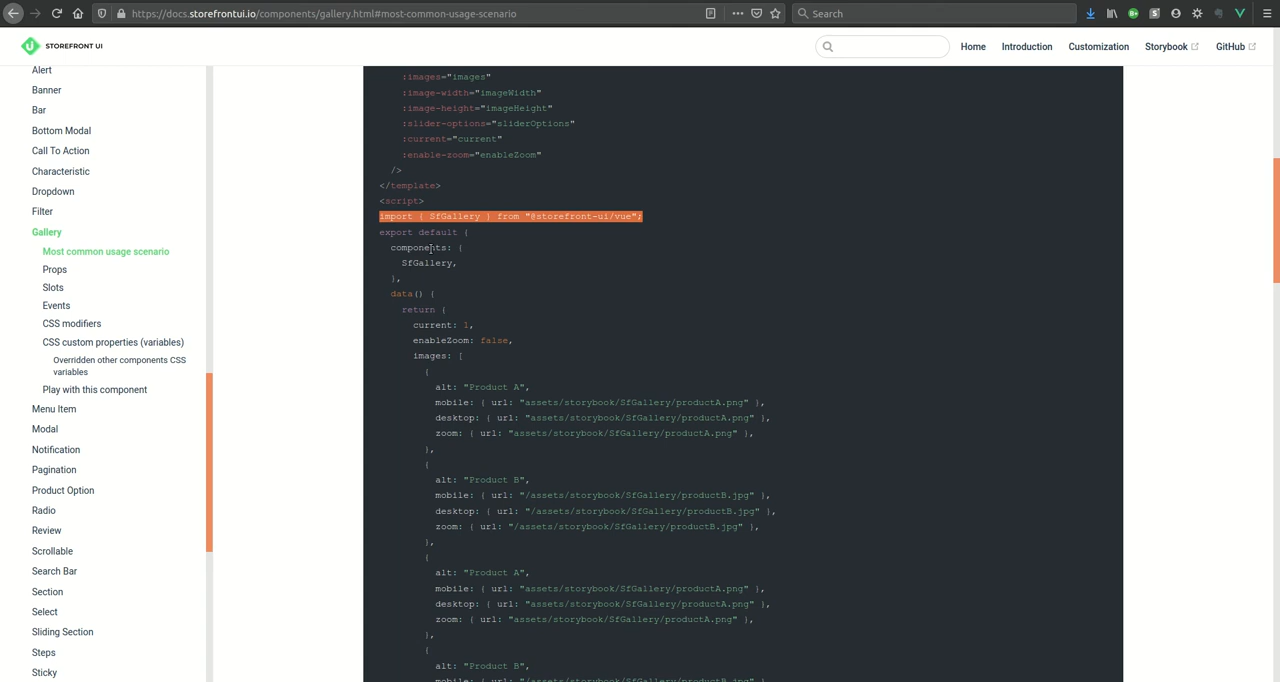 https://docs.storefrontui.io/components/gallery.html#most-common-usage-scenario
Search
STOREFRONT UI
Home
Introduction
Customization
Storybook
GitHub
Alert
Banner
Bar
Bottom Modal
Call To Action
Characteristic
Dropdown
Filter
Gallery
Most common usage scenario
Props
Slots
Events
CSS modifiers
CSS custom properties (variables)
Overridden other components CSS
variables
Play with this component
Menu Item
Modal
Notification
Pagination
Product Option
Radio
Review
Scrollable
Search Bar
Section
Select
Sliding Section
Steps
Sticky
:images="images"
:image-width="imageWidth"
:image-height="imageHeight"
:slider-options="sliderOptions"
:current="current"
:enable-zoom="enableZoom"
/>
</template>
<script>
import { SfGallery } from "@storefront-ui/vue";
export default {
components: {
SfGallery,
},
data() {
return {
current: 1,
enableZoom: false,
images: [
{
alt: "Product A",
mobile: { url: "assets/storybook/SfGallery/productA.png" },
desktop: { url: "assets/storybook/SfGallery/productA.png" },
zoom: { url: "assets/storybook/SfGallery/productA.png" },
},
{
alt: "Product B",
mobile: { url: "/assets/storybook/SfGallery/productB.jpg" },
desktop: { url: "/assets/storybook/SfGallery/productB.jpg" },
zoom: { url: "/assets/storybook/SfGallery/productB.jpg" },
},
{
alt: "Product A",
mobile: { url: "assets/storybook/SfGallery/productA.png" },
desktop: { url: "assets/storybook/SfGallery/productA.png" },
zoom: { url: "assets/storybook/SfGallery/productA.png" },
},
{
alt: "Product B",
mobile: { url: "/assets/storybook/SfGallery/productB.jpg" },